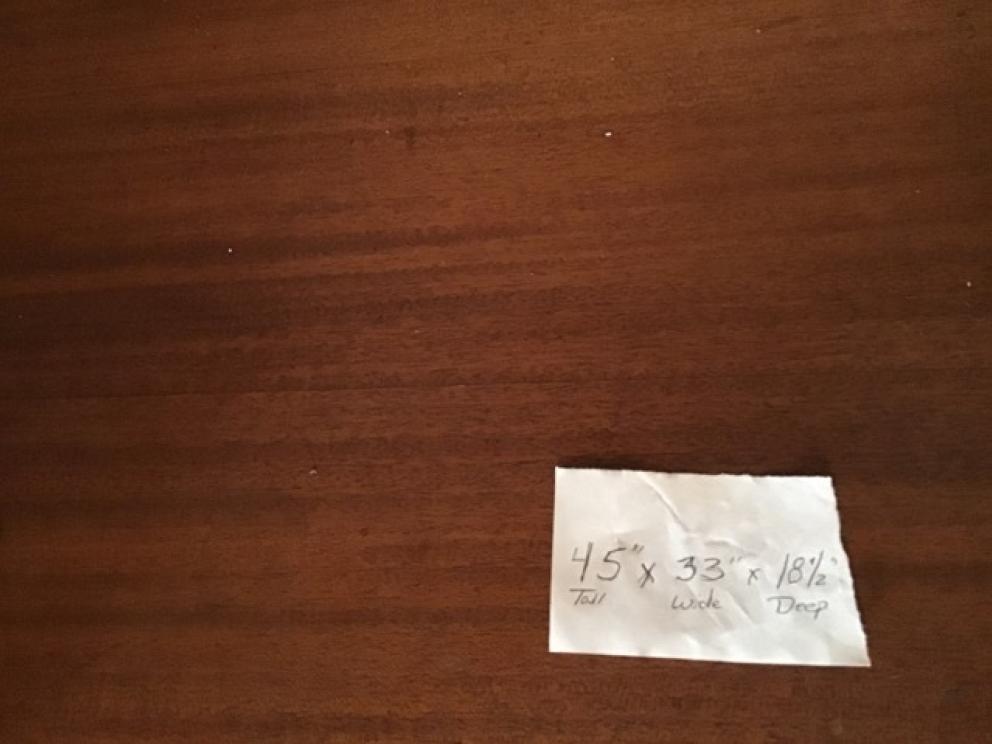 45" x 33" x 18½"
Tall Wide Deep